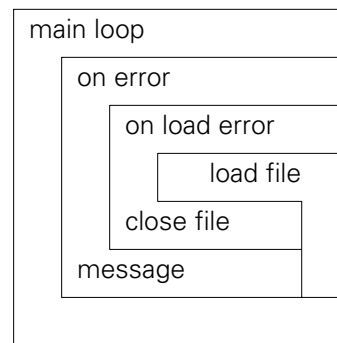 main loop
on error
on load error
load file
close file
message